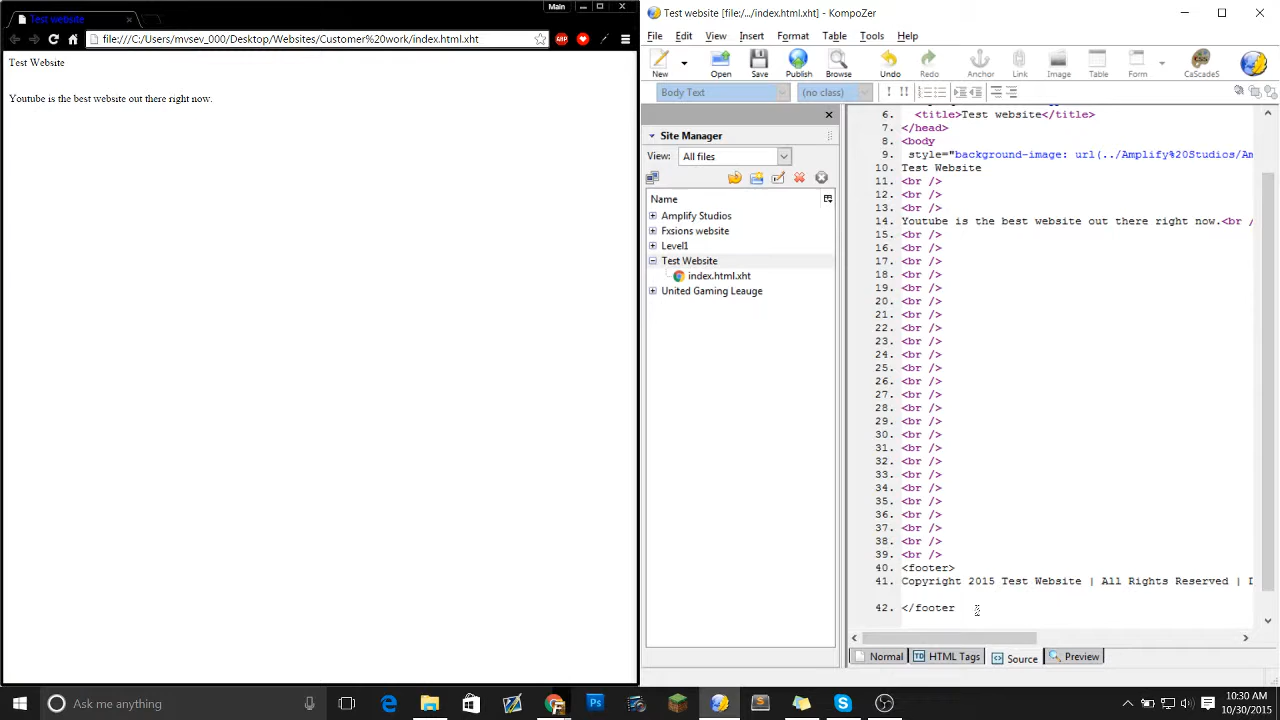 Main
Test website
file:///C:/Users/mvsev_000/Desktop/Websites/Customer%20work/index.html.xht
ABP
Test Website
Youtube is the best website out there right now.
Test website [file:/../index.html.xht] - KompoZer
File Edit View Insert Format Table Tools Help
New Open Save Publish Browse Undo Redo Anchor Link Image Table Form CaScadeS
Body Text (no class) ! !!
Site Manager
View: All files
Name
Amplify Studios
Fxsions website
Level1
Test Website
index.html.xht
United Gaming Leauge
6. <title>Test website</title>
7. </head>
8. <body
9. style="background-image: url(../Amplify%20Studios/Am
10. Test Website
11. <br />
12. <br />
13. <br />
14. Youtube is the best website out there right now.<br /
15. <br />
16. <br />
17. <br />
18. <br />
19. <br />
20. <br />
21. <br />
22. <br />
23. <br />
24. <br />
25. <br />
26. <br />
27. <br />
28. <br />
29. <br />
30. <br />
31. <br />
32. <br />
33. <br />
34. <br />
35. <br />
36. <br />
37. <br />
38. <br />
39. <br />
40. <footer>
41. Copyright 2015 Test Website | All Rights Reserved | D
42. </footer
Normal TD HTML Tags Source Preview
Ask me anything
10:30 AM
10/30/2015